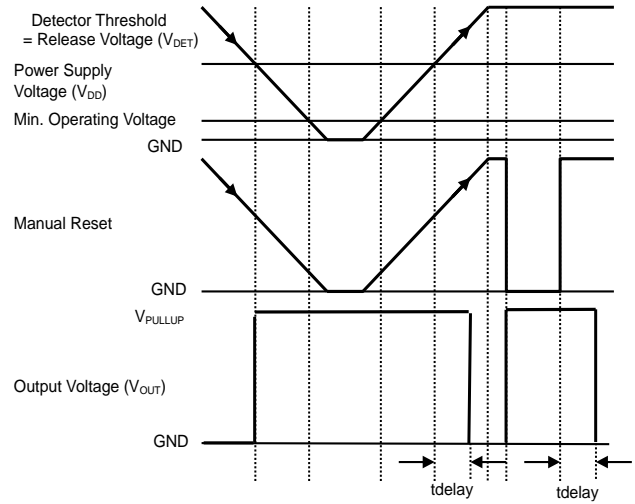 Detector Threshold
= Release Voltage (VDET)
Power Supply
Voltage (VDD)
Min. Operating Voltage
GND
Manual Reset
GND
VPULLUP
Output Voltage (VOUT)
GND
tdelay
tdelay